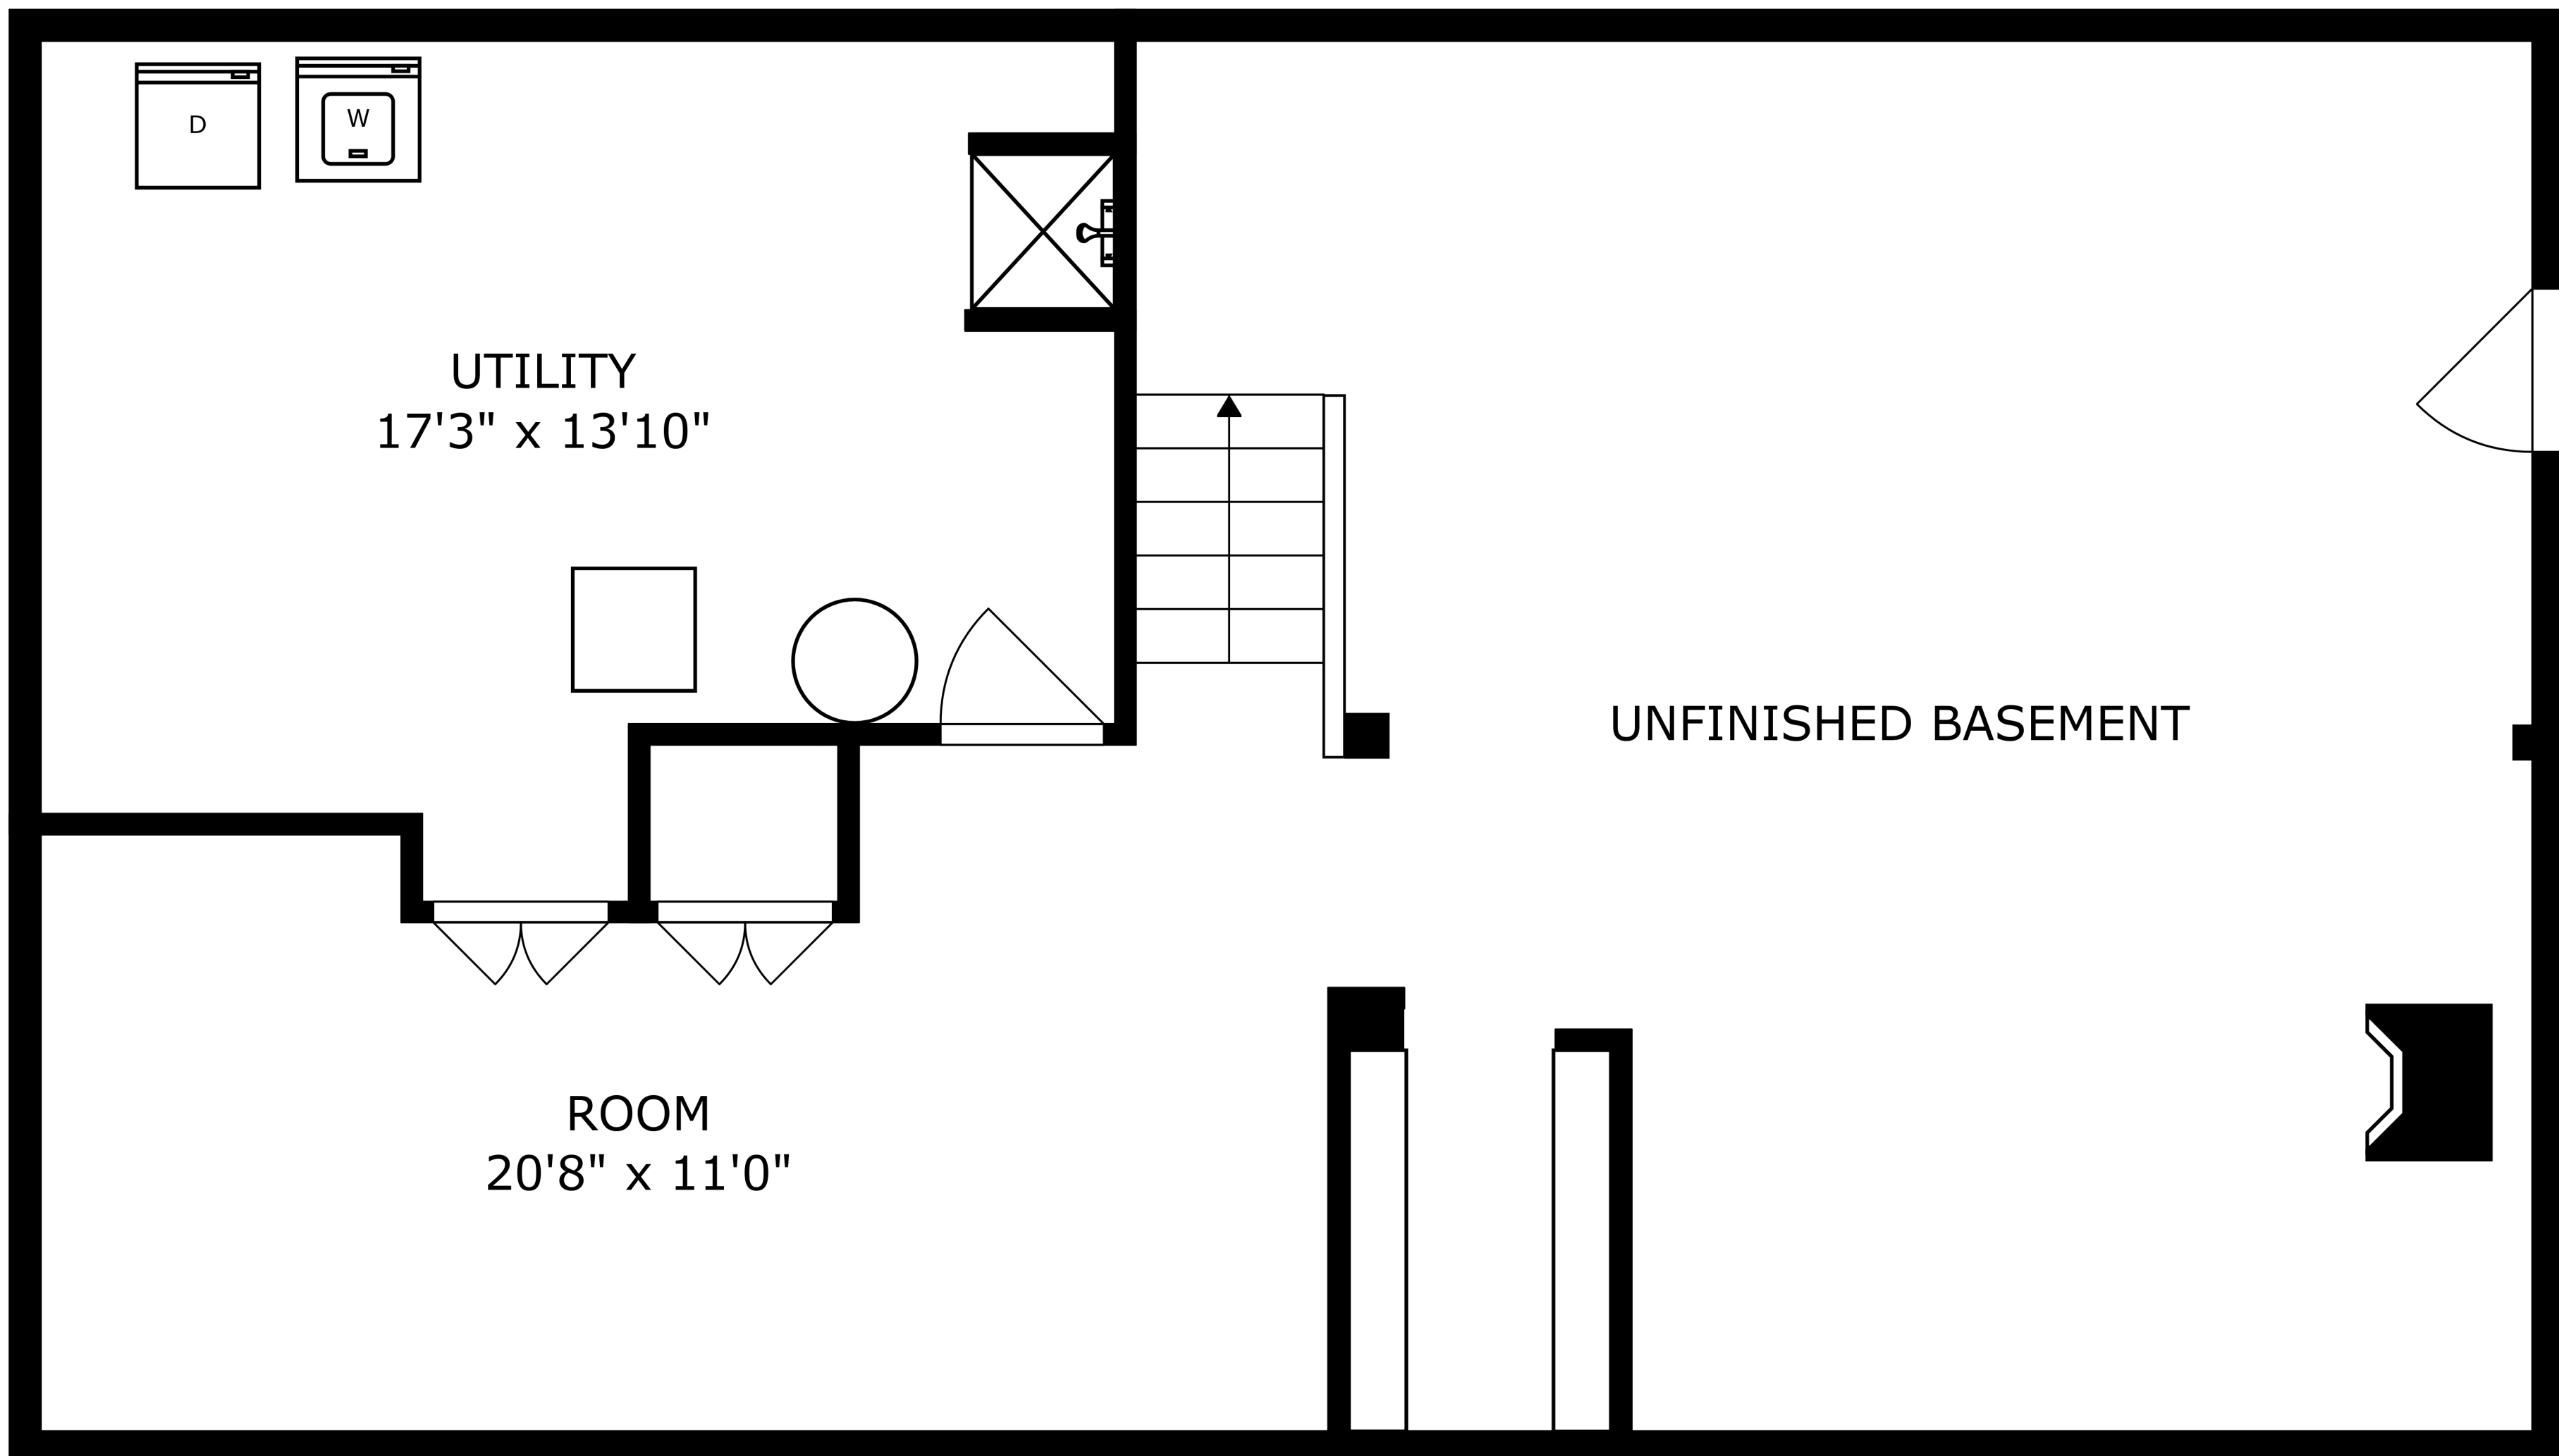 D
W
UTILITY
17'3" x 13'10"
UNFINISHED BASEMENT
ROOM
20'8" x 11'0"